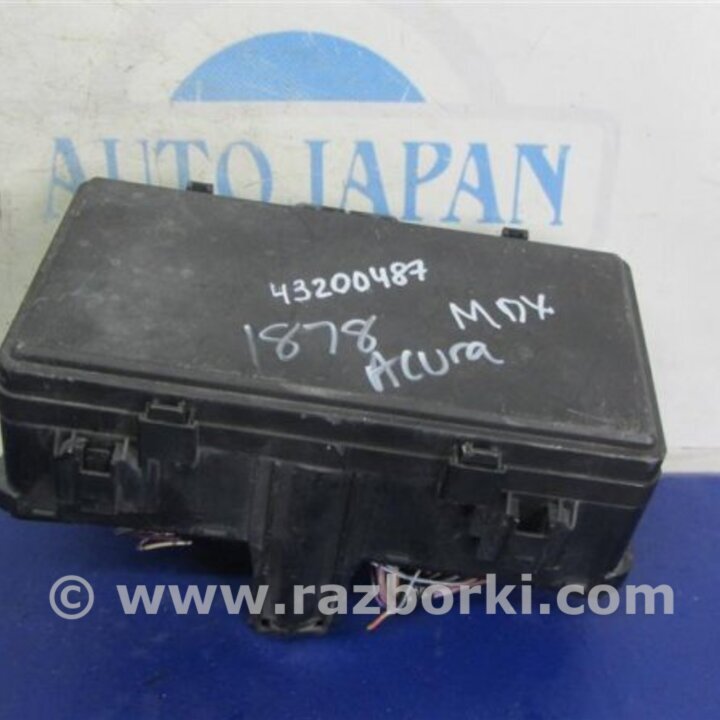 AUTO JAPAN
43200487
1878 MDX
Acura
© www.razborki.com